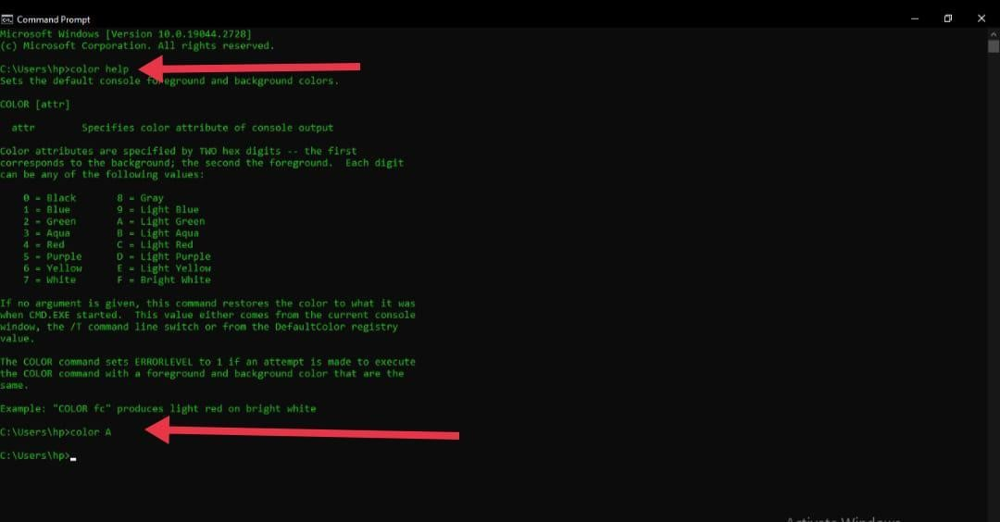 Command Prompt
Microsoft Windows [Version 10.0.19044.2728]
(c) Microsoft Corporation. All rights reserved.
C:\Users\hp>color help
Sets the default console foreground and background colors.
COLOR [attr]
attr        Specifies color attribute of console output
Color attributes are specified by TWO hex digits -- the first
corresponds to the background; the second the foreground.  Each digit
can be any of the following values:
0 = Black       8 = Gray
1 = Blue        9 = Light Blue
2 = Green       A = Light Green
3 = Aqua        B = Light Aqua
4 = Red         C = Light Red
5 = Purple      D = Light Purple
6 = Yellow      E = Light Yellow
7 = White       F = Bright White
If no argument is given, this command restores the color to what it was
when CMD.EXE started.  This value either comes from the current console
window, the /T command line switch or from the DefaultColor registry
value.
The COLOR command sets ERRORLEVEL to 1 if an attempt is made to execute
the COLOR command with a foreground and background color that are the
same.
Example: "COLOR fc" produces light red on bright white
C:\Users\hp>color A
C:\Users\hp>
Activate Windows